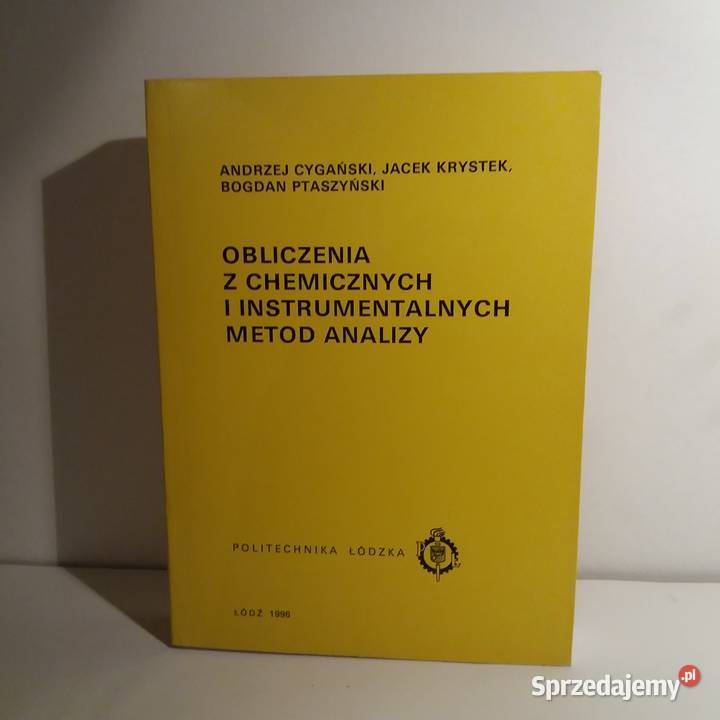 ANDRZEJ CYGAŃSKI, JACEK KRYSTEK,
BOGDAN PTASZYŃSKI
OBLICZENIA
Z CHEMICZNYCH
I INSTRUMENTALNYCH
METOD ANALIZY
POLITECHNIKA ŁÓDZKA
ŁÓDŹ 1996
Sprzedajemy.pl